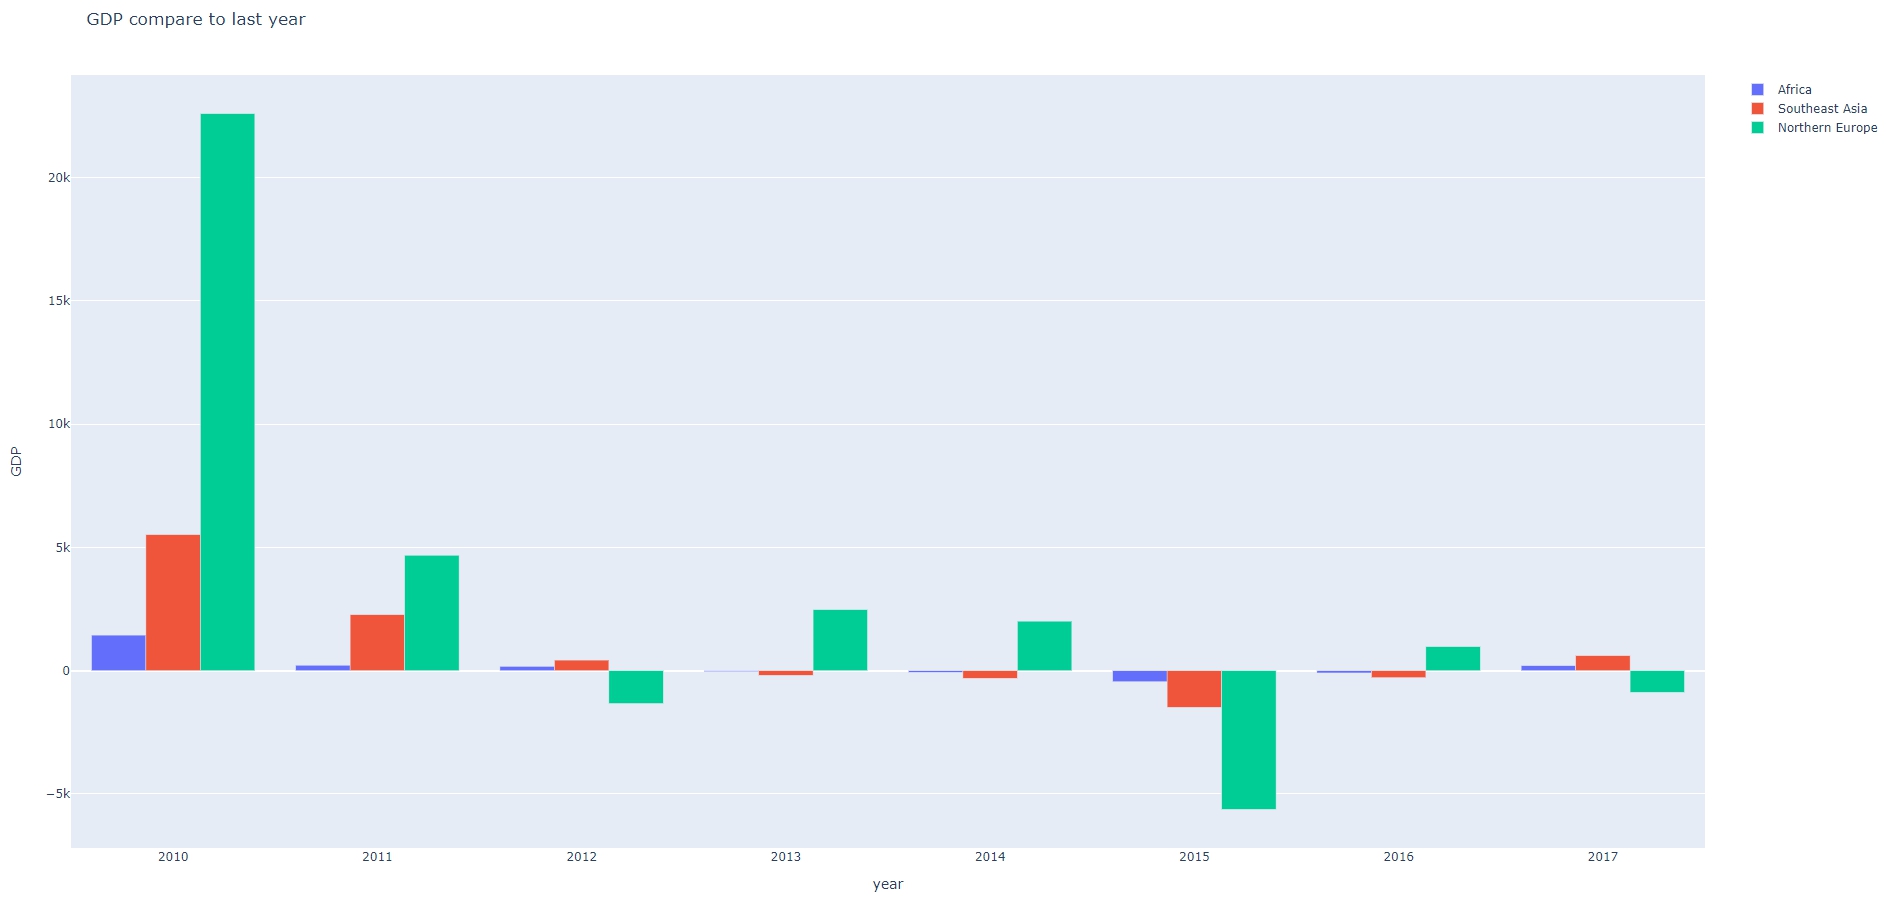 GDP compare to last year
Africa
Southeast Asia
Northern Europe
GDP
20k
15k
10k
5k
0
−5k
2010 2011 2012 2013 2014 2015 2016 2017
year